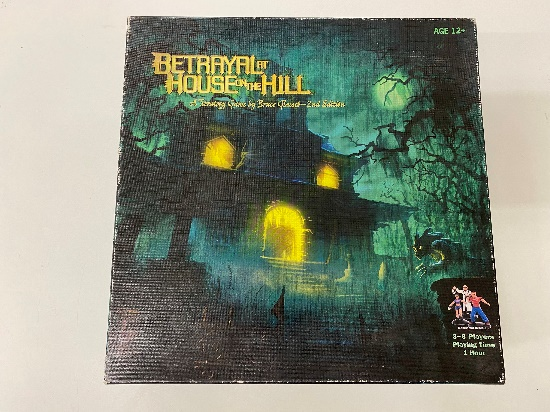 AGE 12+
BETRAYAL AT
HOUSE ON THE HILL
A Strategy Game by Bruce Glassco—2nd Edition
3-6 Players
Playing Time
1 Hour